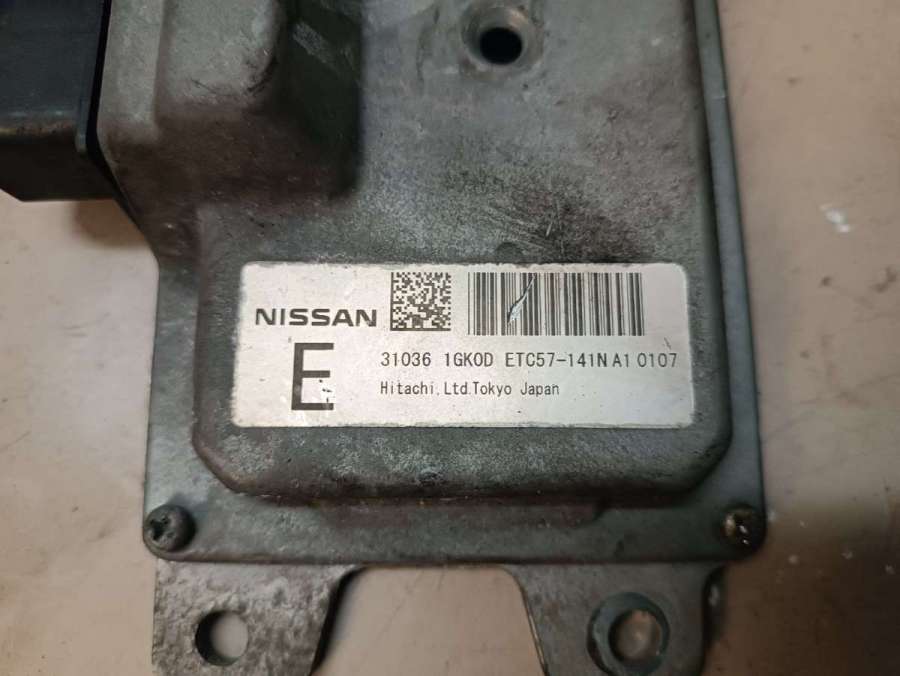 NISSAN
E
31036 1GK0D ETC57-141N A1 0107
Hitachi.Ltd.Tokyo Japan